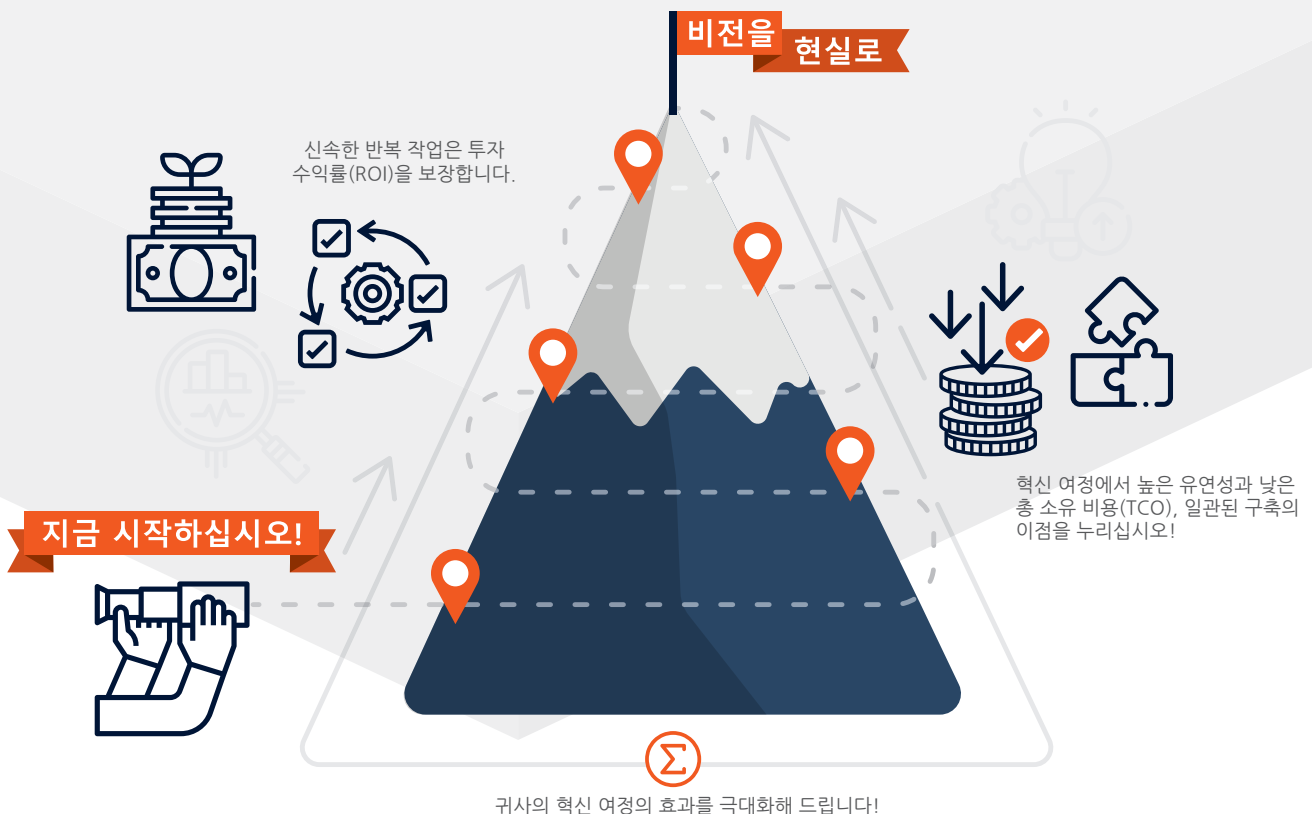 비전을
현실로
신속한 반복 작업은 투자
수익률(ROI)을 보장합니다.
혁신 여정에서 높은 유연성과 낮은
총 소유 비용(TCO), 일관된 구축의
이점을 누리십시오!
지금 시작하십시오!
Σ
귀사의 혁신 여정의 효과를 극대화해 드립니다!